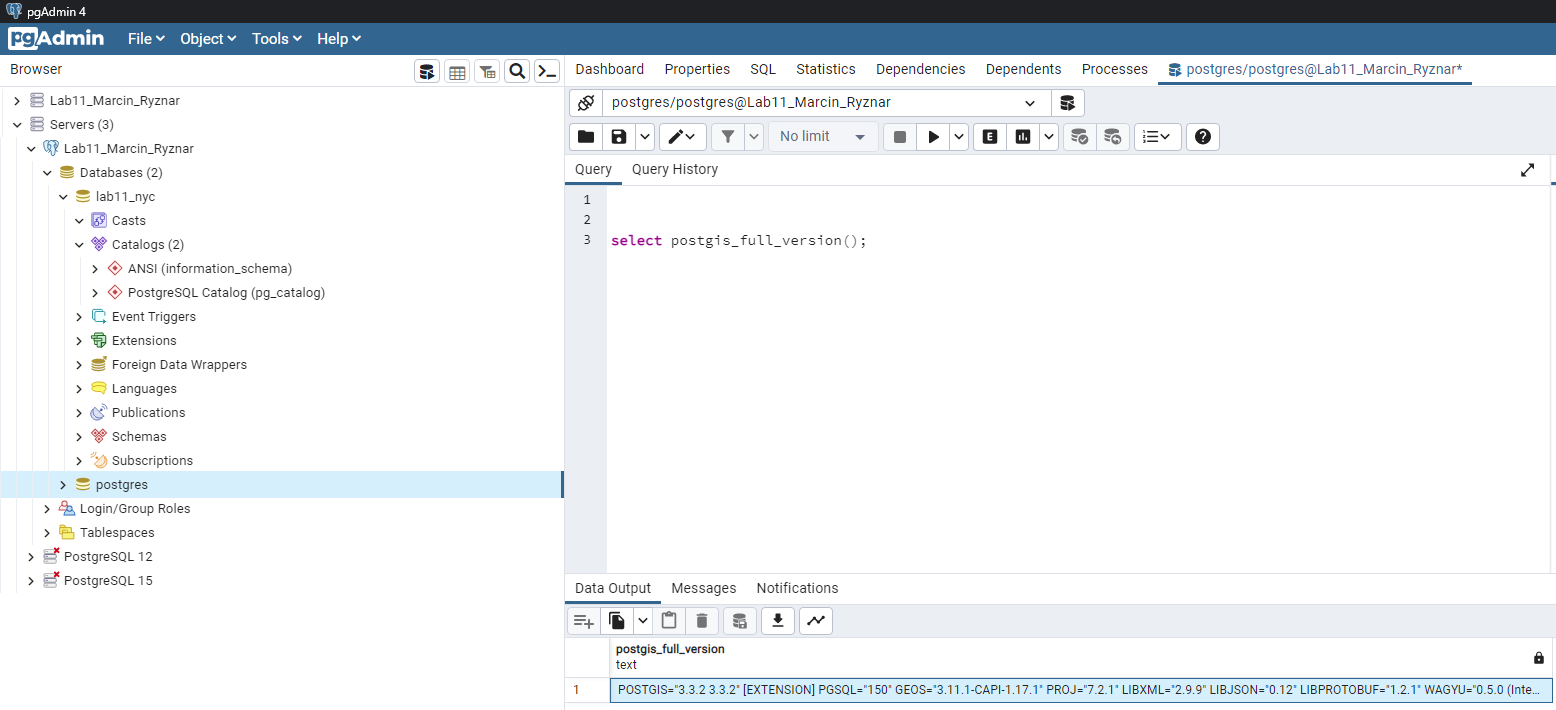 pgAdmin 4
pgAdmin File Object Tools Help
Browser
Lab11_Marcin_Ryznar
Servers (3)
Lab11_Marcin_Ryznar
Databases (2)
lab11_nyc
Casts
Catalogs (2)
ANSI (information_schema)
PostgreSQL Catalog (pg_catalog)
Event Triggers
Extensions
Foreign Data Wrappers
Languages
Publications
Schemas
Subscriptions
postgres
Login/Group Roles
Tablespaces
PostgreSQL 12
PostgreSQL 15
Dashboard Properties SQL Statistics Dependencies Dependents Processes postgres/postgres@Lab11_Marcin_Ryznar*
postgres/postgres@Lab11_Marcin_Ryznar
No limit E
Query Query History
1
2
3 select postgis_full_version();
Data Output Messages Notifications
postgis_full_version
text
1 POSTGIS="3.3.2 3.3.2" [EXTENSION] PGSQL="150" GEOS="3.11.1-CAPI-1.17.1" PROJ="7.2.1" LIBXML="2.9.9" LIBJSON="0.12" LIBPROTOBUF="1.2.1" WAGYU="0.5.0 (Inte...